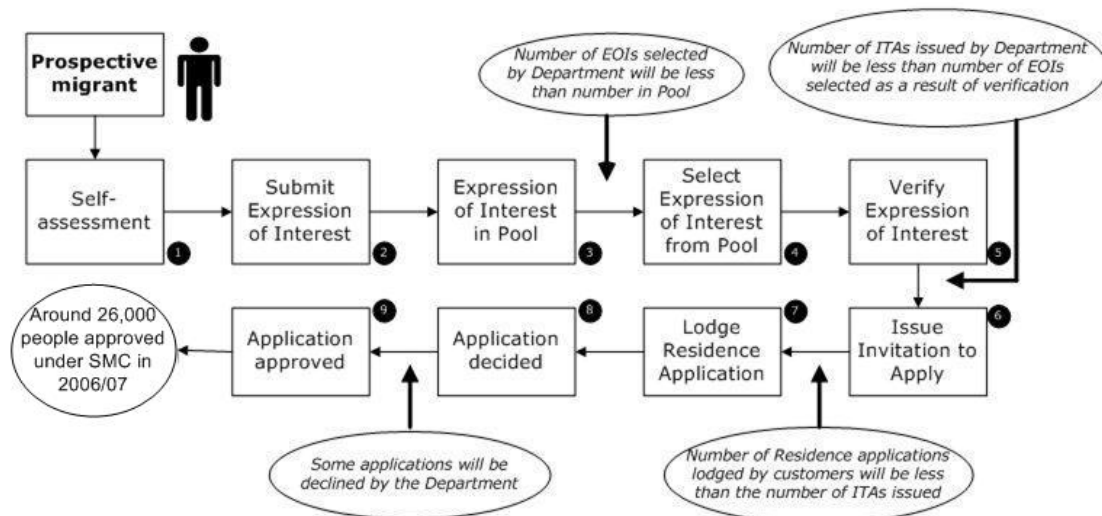 Prospective
migrant
Number of EOIs selected
by Department will be less
than number in Pool
Number of ITAs issued by Department
will be less than number of EOIs
selected as a result of verification
Self-
assessment
1
Submit
Expression
of Interest
2
Expression
of Interest
in Pool
3
Select
Expression
of Interest
from Pool
4
Verify
Expression
of Interest
5
Issue
Invitation to
Apply
6
Lodge
Residence
Application
7
Application
decided
8
Application
approved
9
Around 26,000
people approved
under SMC in
2006/07
Some applications will be
declined by the Department
Number of Residence applications
lodged by customers will be less
than the number of ITAs issued